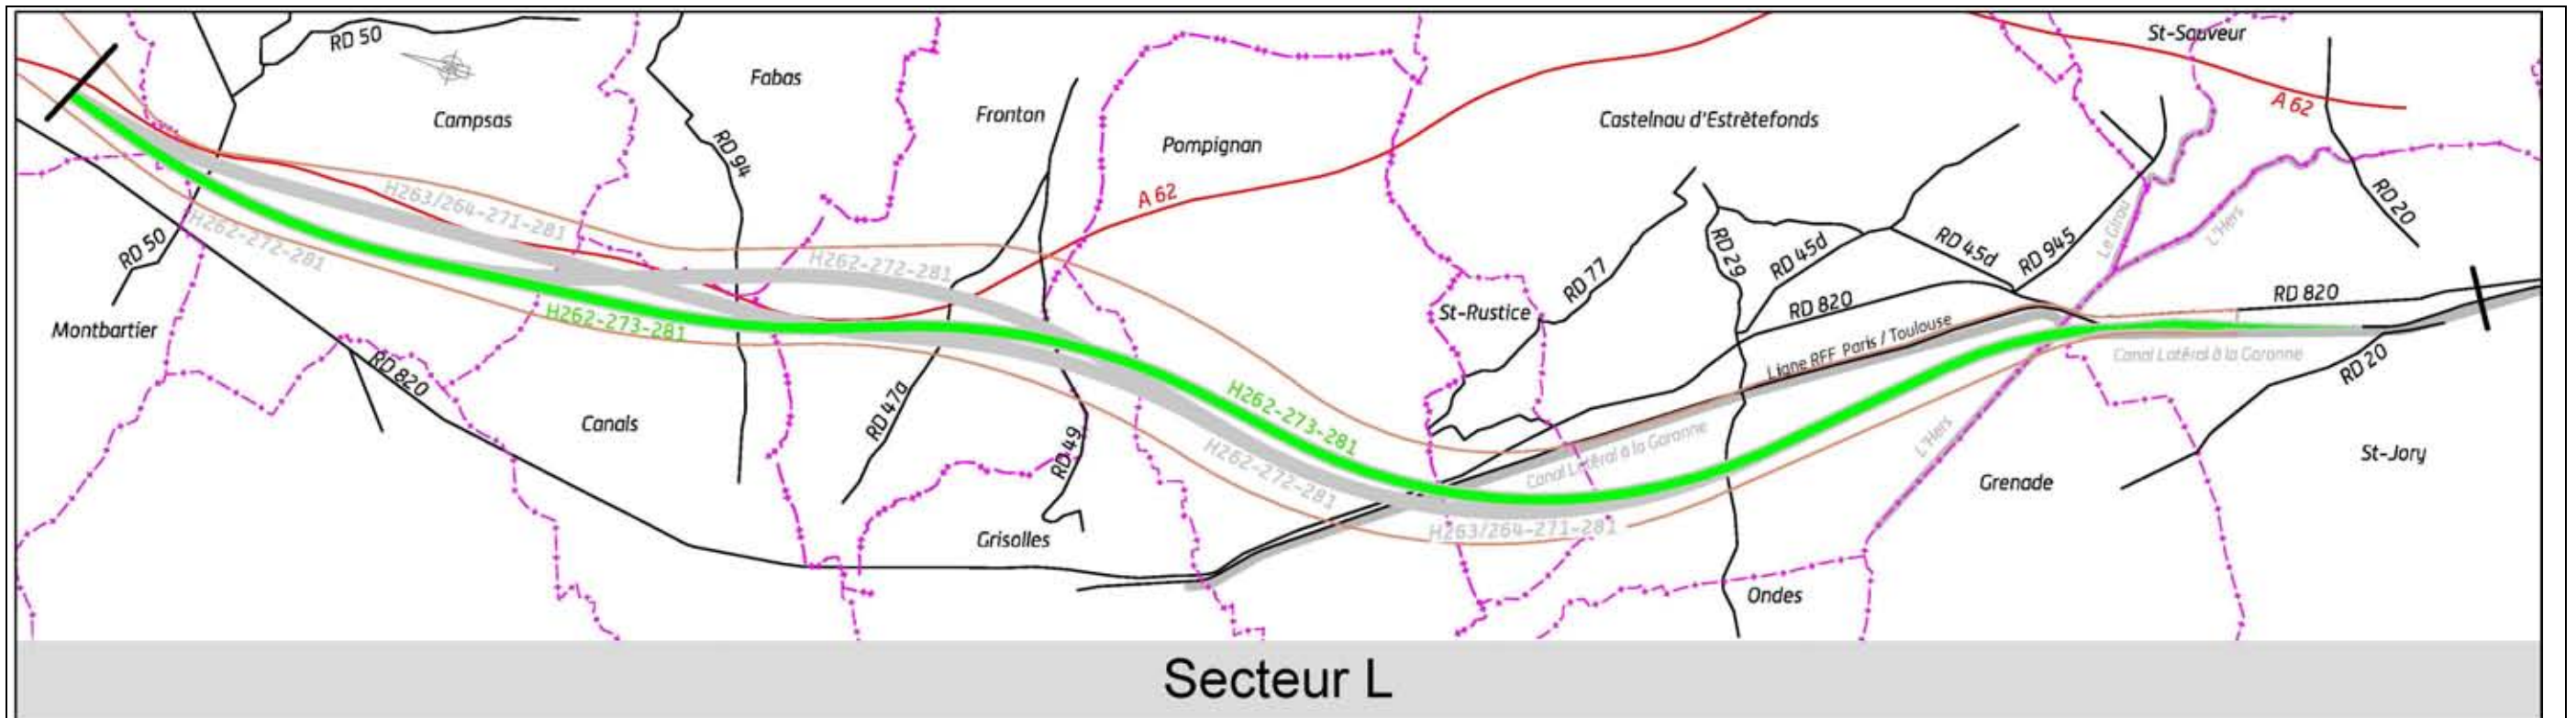 RD 50
St-Sauveur
Fabas
Campsas
Fronton
A 62
Castelnau d'Estrètefonds
Pompignan
RD 94
A 62
RD 20
H263/264-271-281
H262-272-281
RD 50
H262-272-281
Le Girou
L'Hers
RD 29
RD 45d
RD 45d
RD 945
RD 77
St-Rustice
RD 820
RD 820
Montbartier
H262-273-281
Ligne RFF Paris / Toulouse
Canal Latéral à la Garonne
RD 20
RD 820
Canals
RD 47a
H262-273-281
RD 49
H262-272-281
Canal Latéral à la Garonne
L'Hers
Grenade
St-Jory
H263/264-271-281
Grisolles
Ondes
Secteur L